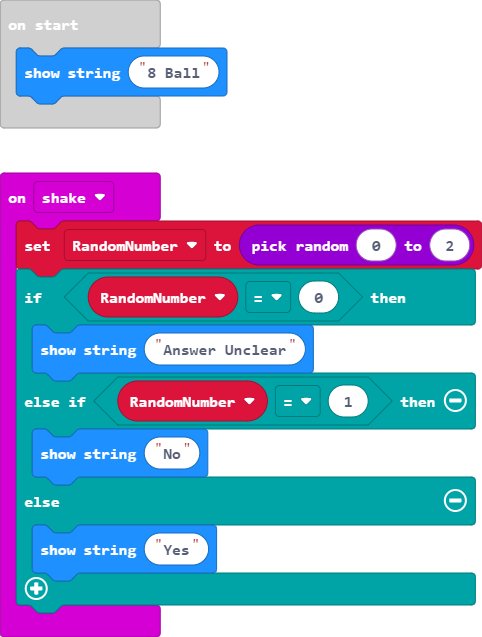 on start
show string "8 Ball"
on shake
set RandomNumber to pick random 0 to 2
if RandomNumber = 0 then
show string "Answer Unclear"
else if RandomNumber = 1 then
show string "No"
else
show string "Yes"